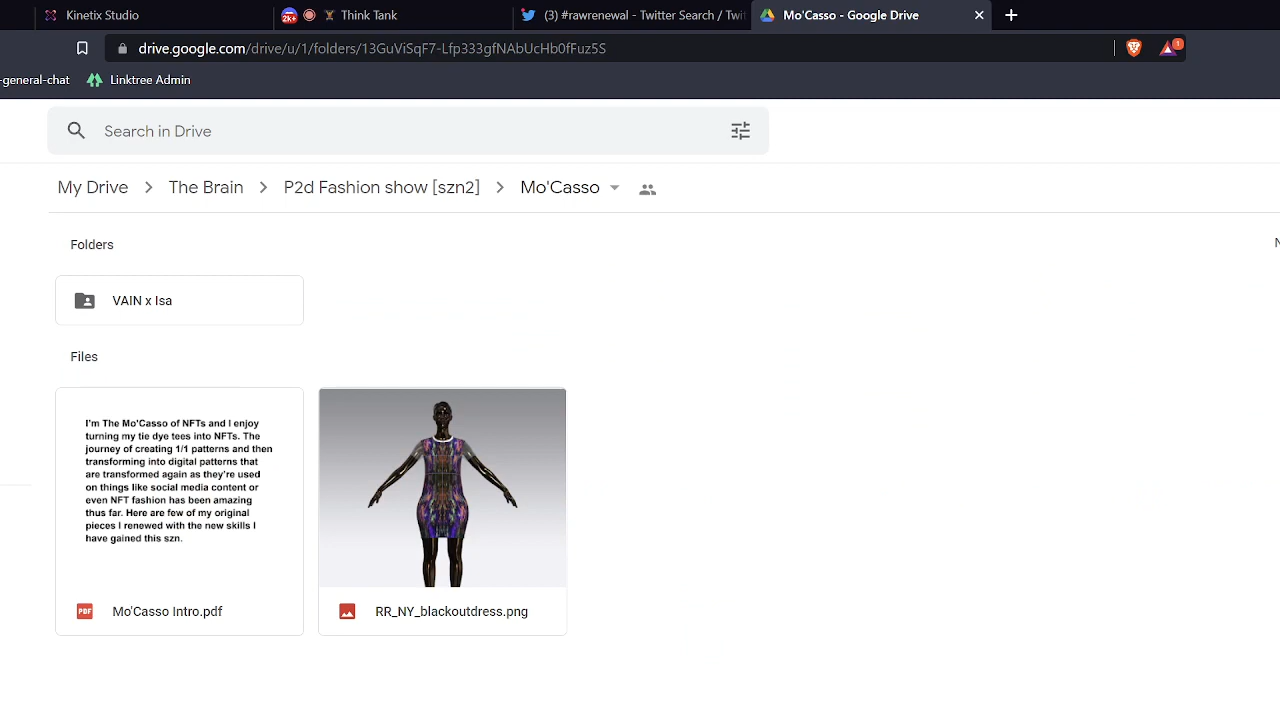 Kinetix Studio
2K+
Think Tank
(3) #rawrenewal - Twitter Search / Twi
Mo'Casso - Google Drive
drive.google.com/drive/u/1/folders/13GuViSqF7-Lfp333gfNAbUcHb0fFuz5S
1
-general-chat
Linktree Admin
Search in Drive
My Drive
The Brain
P2d Fashion show [szn2]
Mo'Casso
Folders
N
VAIN x Isa
Files
I'm The Mo'Casso of NFTs and I enjoy
turning my tie dye tees into NFTs. The
journey of creating 1/1 patterns and then
transforming into digital patterns that
are transformed again as they're used
on things like social media content or
even NFT fashion has been amazing
thus far. Here are few of my original
pieces I renewed with the new skills I
have gained this szn.
PDF
Mo'Casso Intro.pdf
RR_NY_blackoutdress.png